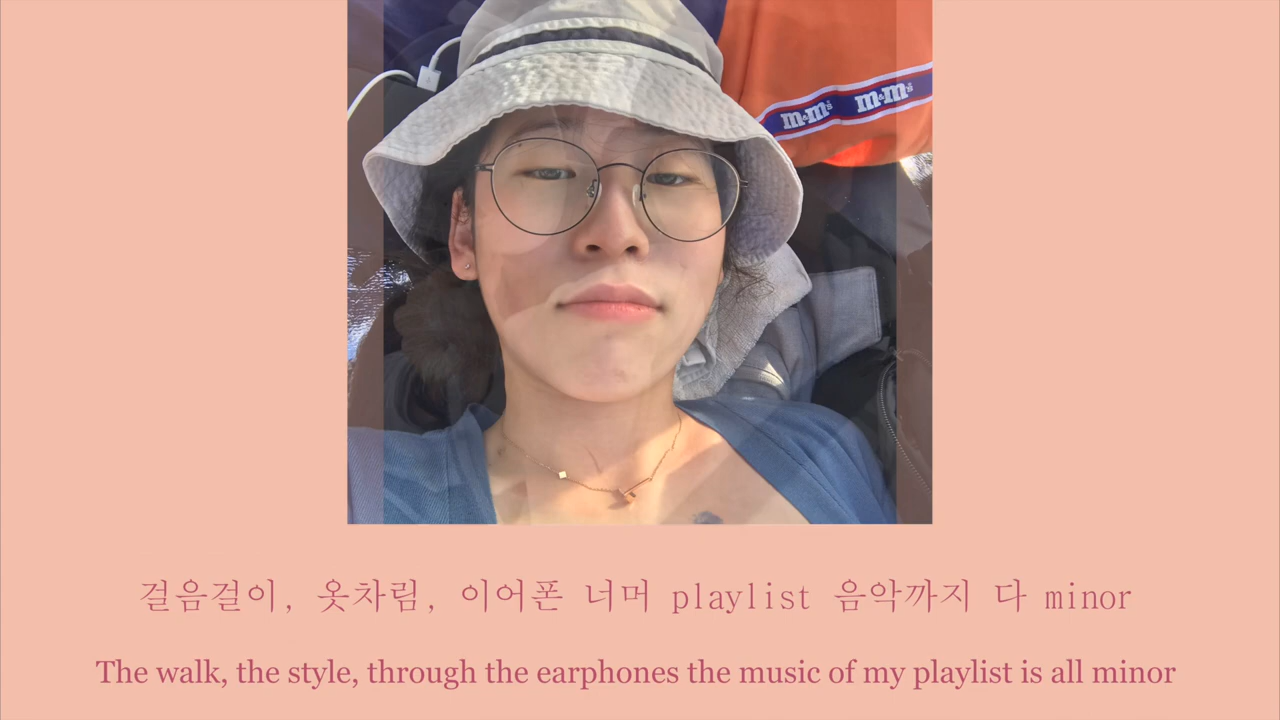 m&m's m&m's
걸음걸이, 옷차림, 이어폰 너머 playlist 음악까지 다 minor
The walk, the style, through the earphones the music of my playlist is all minor